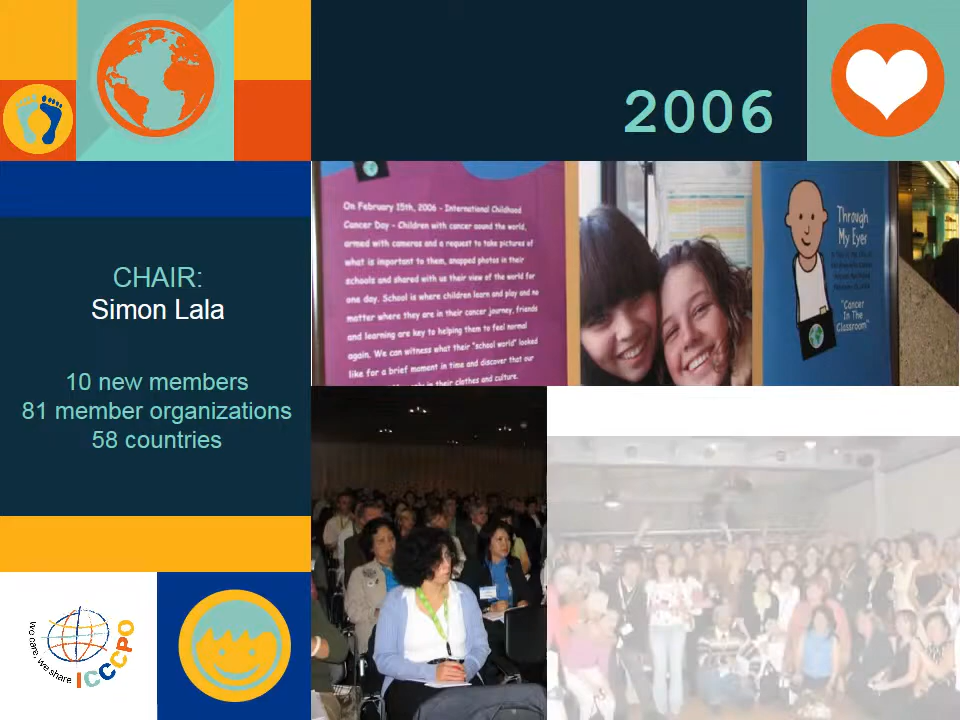 2006
CHAIR:
Simon Lala
10 new members
81 member organizations
58 countries
On February 15th, 2006 - International Childhood
Cancer Day - Children with cancer around the world,
armed with cameras and a request to take pictures of
what is important to them, snapped photos in their
schools and shared with us their view of the world for
one day. School is where children learn and play and no
matter where they are in their cancer journey, friends
and learning are key to helping them to feel normal
again. We can witness what their "school world" looked
like for a brief moment in time and discover that our
in their clothes and culture.
Through
My Eyes
"Cancer
In The
Classroom"
We care, we share
ICCCPO